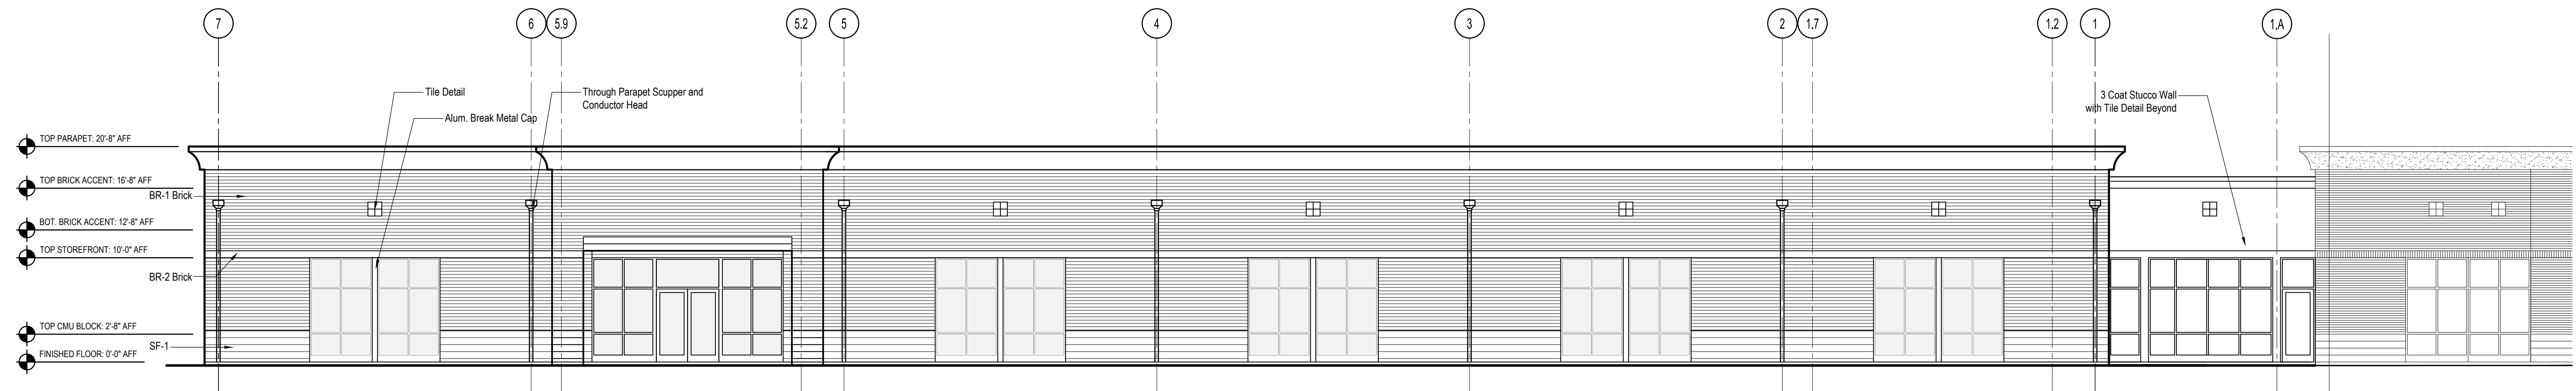 7
6
5.9
5.2
5
4
3
2
1.7
1.2
1
1.A
Tile Detail
Through Parapet Scupper and
Conductor Head
Alum. Break Metal Cap
3 Coat Stucco Wall
with Tile Detail Beyond
TOP PARAPET: 20'-8" AFF
TOP BRICK ACCENT: 16'-8" AFF
BR-1 Brick
BOT. BRICK ACCENT: 12'-8" AFF
TOP STOREFRONT: 10'-0" AFF
BR-2 Brick
TOP CMU BLOCK: 2'-8" AFF
SF-1
FINISHED FLOOR: 0'-0" AFF